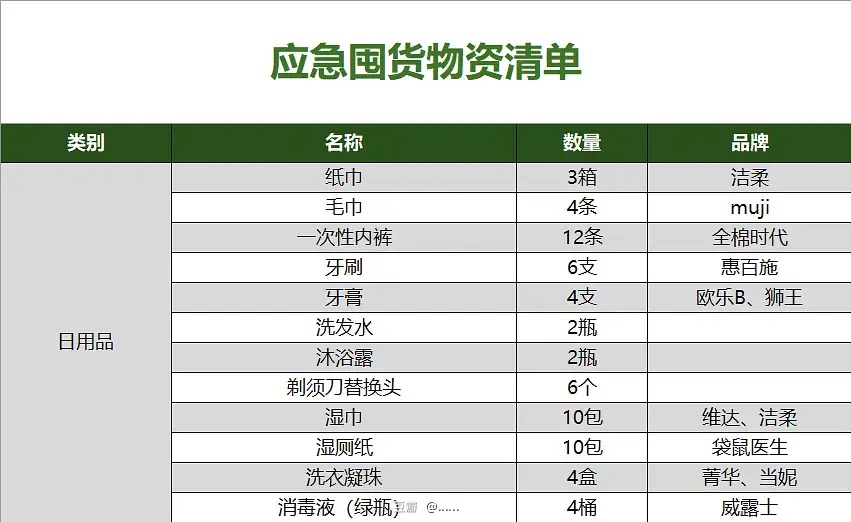 应急囤货物资清单
类别 名称 数量 品牌
纸巾 3箱 洁柔
毛巾 4条 muji
一次性内裤 12条 全棉时代
牙刷 6支 惠百施
牙膏 4支 欧乐B、狮王
洗发水 2瓶
日用品
沐浴露 2瓶
剃须刀替换头 6个
湿巾 10包 维达、洁柔
湿厕纸 10包 袋鼠医生
洗衣凝珠 4盒 菁华、当妮
消毒液（绿瓶） 4桶 威露士
豆瓣 @......